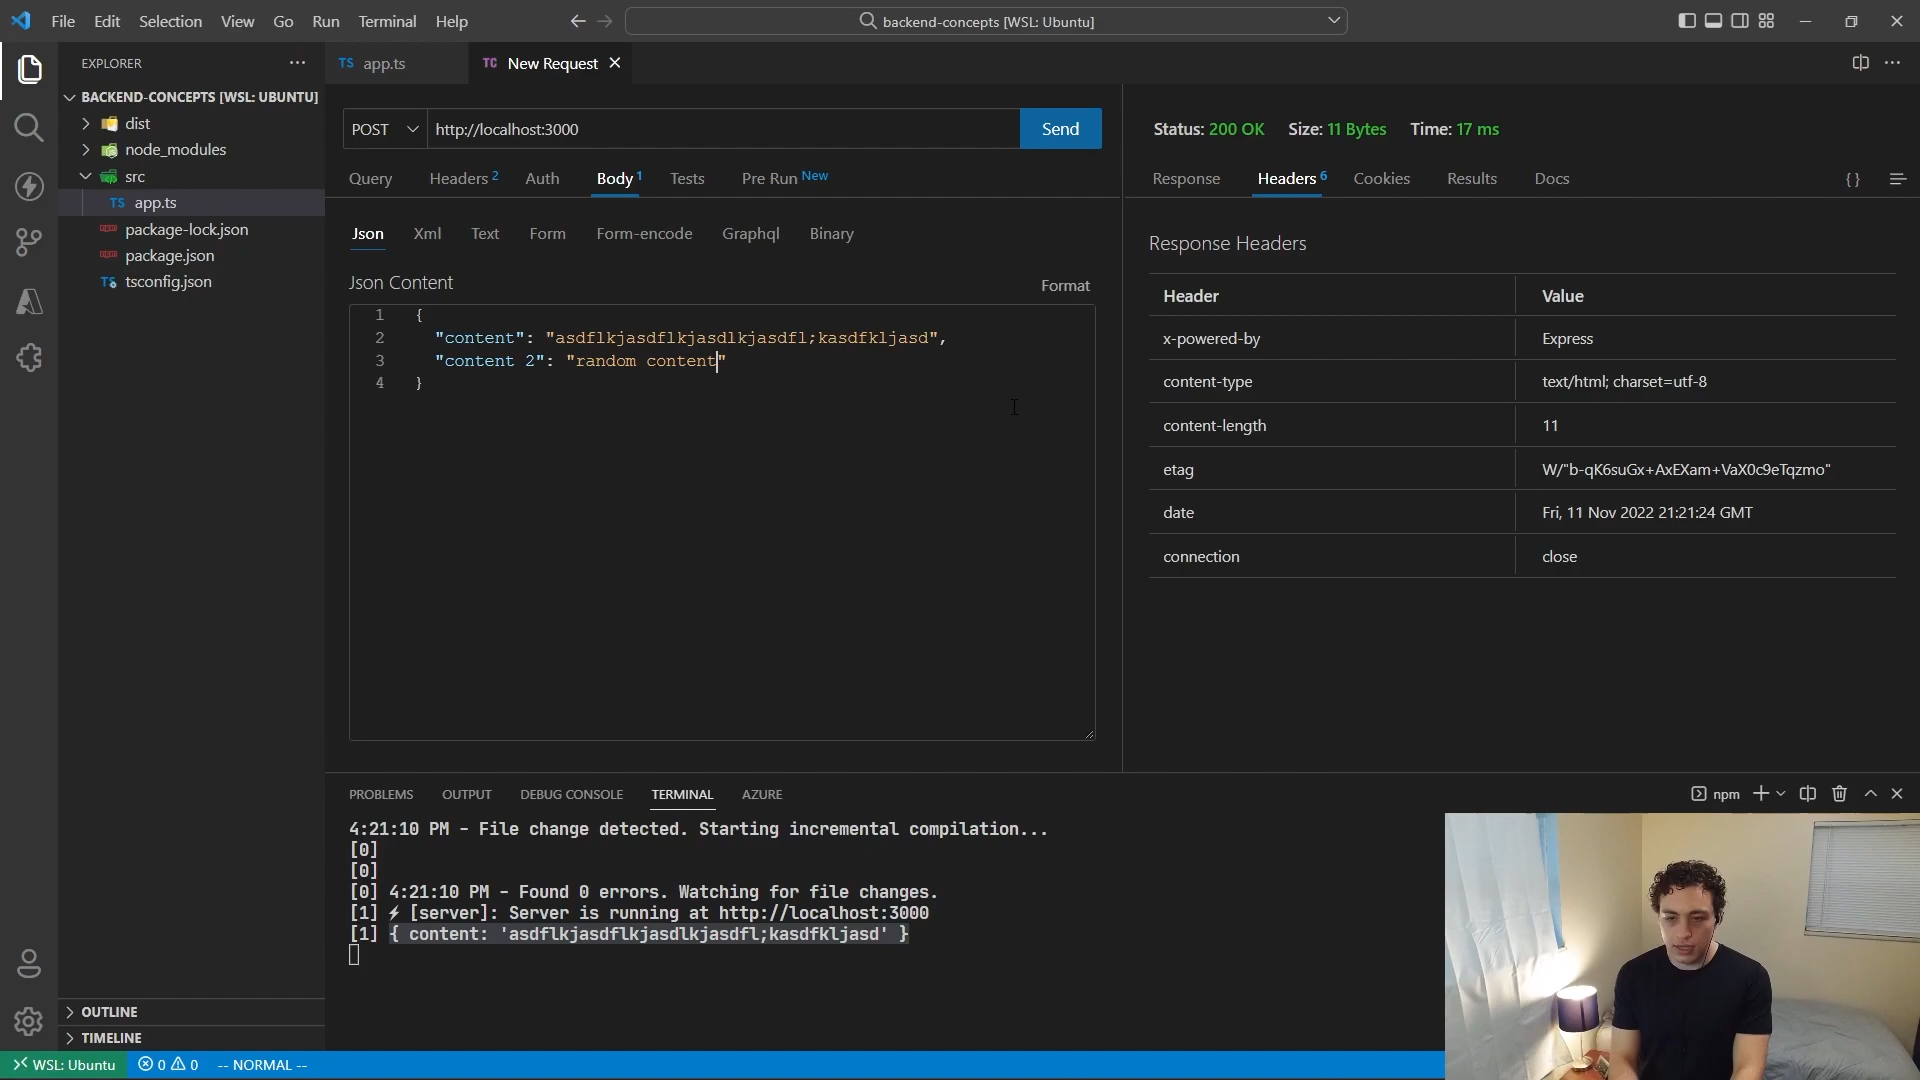 File Edit Selection View Go Run Terminal Help
backend-concepts [WSL: Ubuntu]
EXPLORER
BACKEND-CONCEPTS [WSL: UBUNTU]
dist
node_modules
src
TS app.ts
package-lock.json
package.json
TS tsconfig.json
OUTLINE
TIMELINE
TS app.ts
TC New Request
POST http://localhost:3000 Send
Query Headers 2 Auth Body 1 Tests Pre Run New
Json Xml Text Form Form-encode Graphql Binary
Json Content Format
1 {
2 "content": "asdflkjasdflkjasdlkjasdfl;kasdfkljasd",
3 "content 2": "random content"
4 }
Status: 200 OK Size: 11 Bytes Time: 17 ms
Response Headers 6 Cookies Results Docs { }
Response Headers
Header Value
x-powered-by Express
content-type text/html; charset=utf-8
content-length 11
etag W/"b-qK6suGx+AxEXam+VaX0c9eTqzmo"
date Fri, 11 Nov 2022 21:21:24 GMT
connection close
PROBLEMS OUTPUT DEBUG CONSOLE TERMINAL AZURE
npm
4:21:10 PM - File change detected. Starting incremental compilation...
[0]
[0]
[0] 4:21:10 PM - Found 0 errors. Watching for file changes.
[1] ⚡ [server]: Server is running at http://localhost:3000
[1] { content: 'asdflkjasdflkjasdlkjasdfl;kasdfkljasd' }
WSL: Ubuntu 0 0 -- NORMAL --